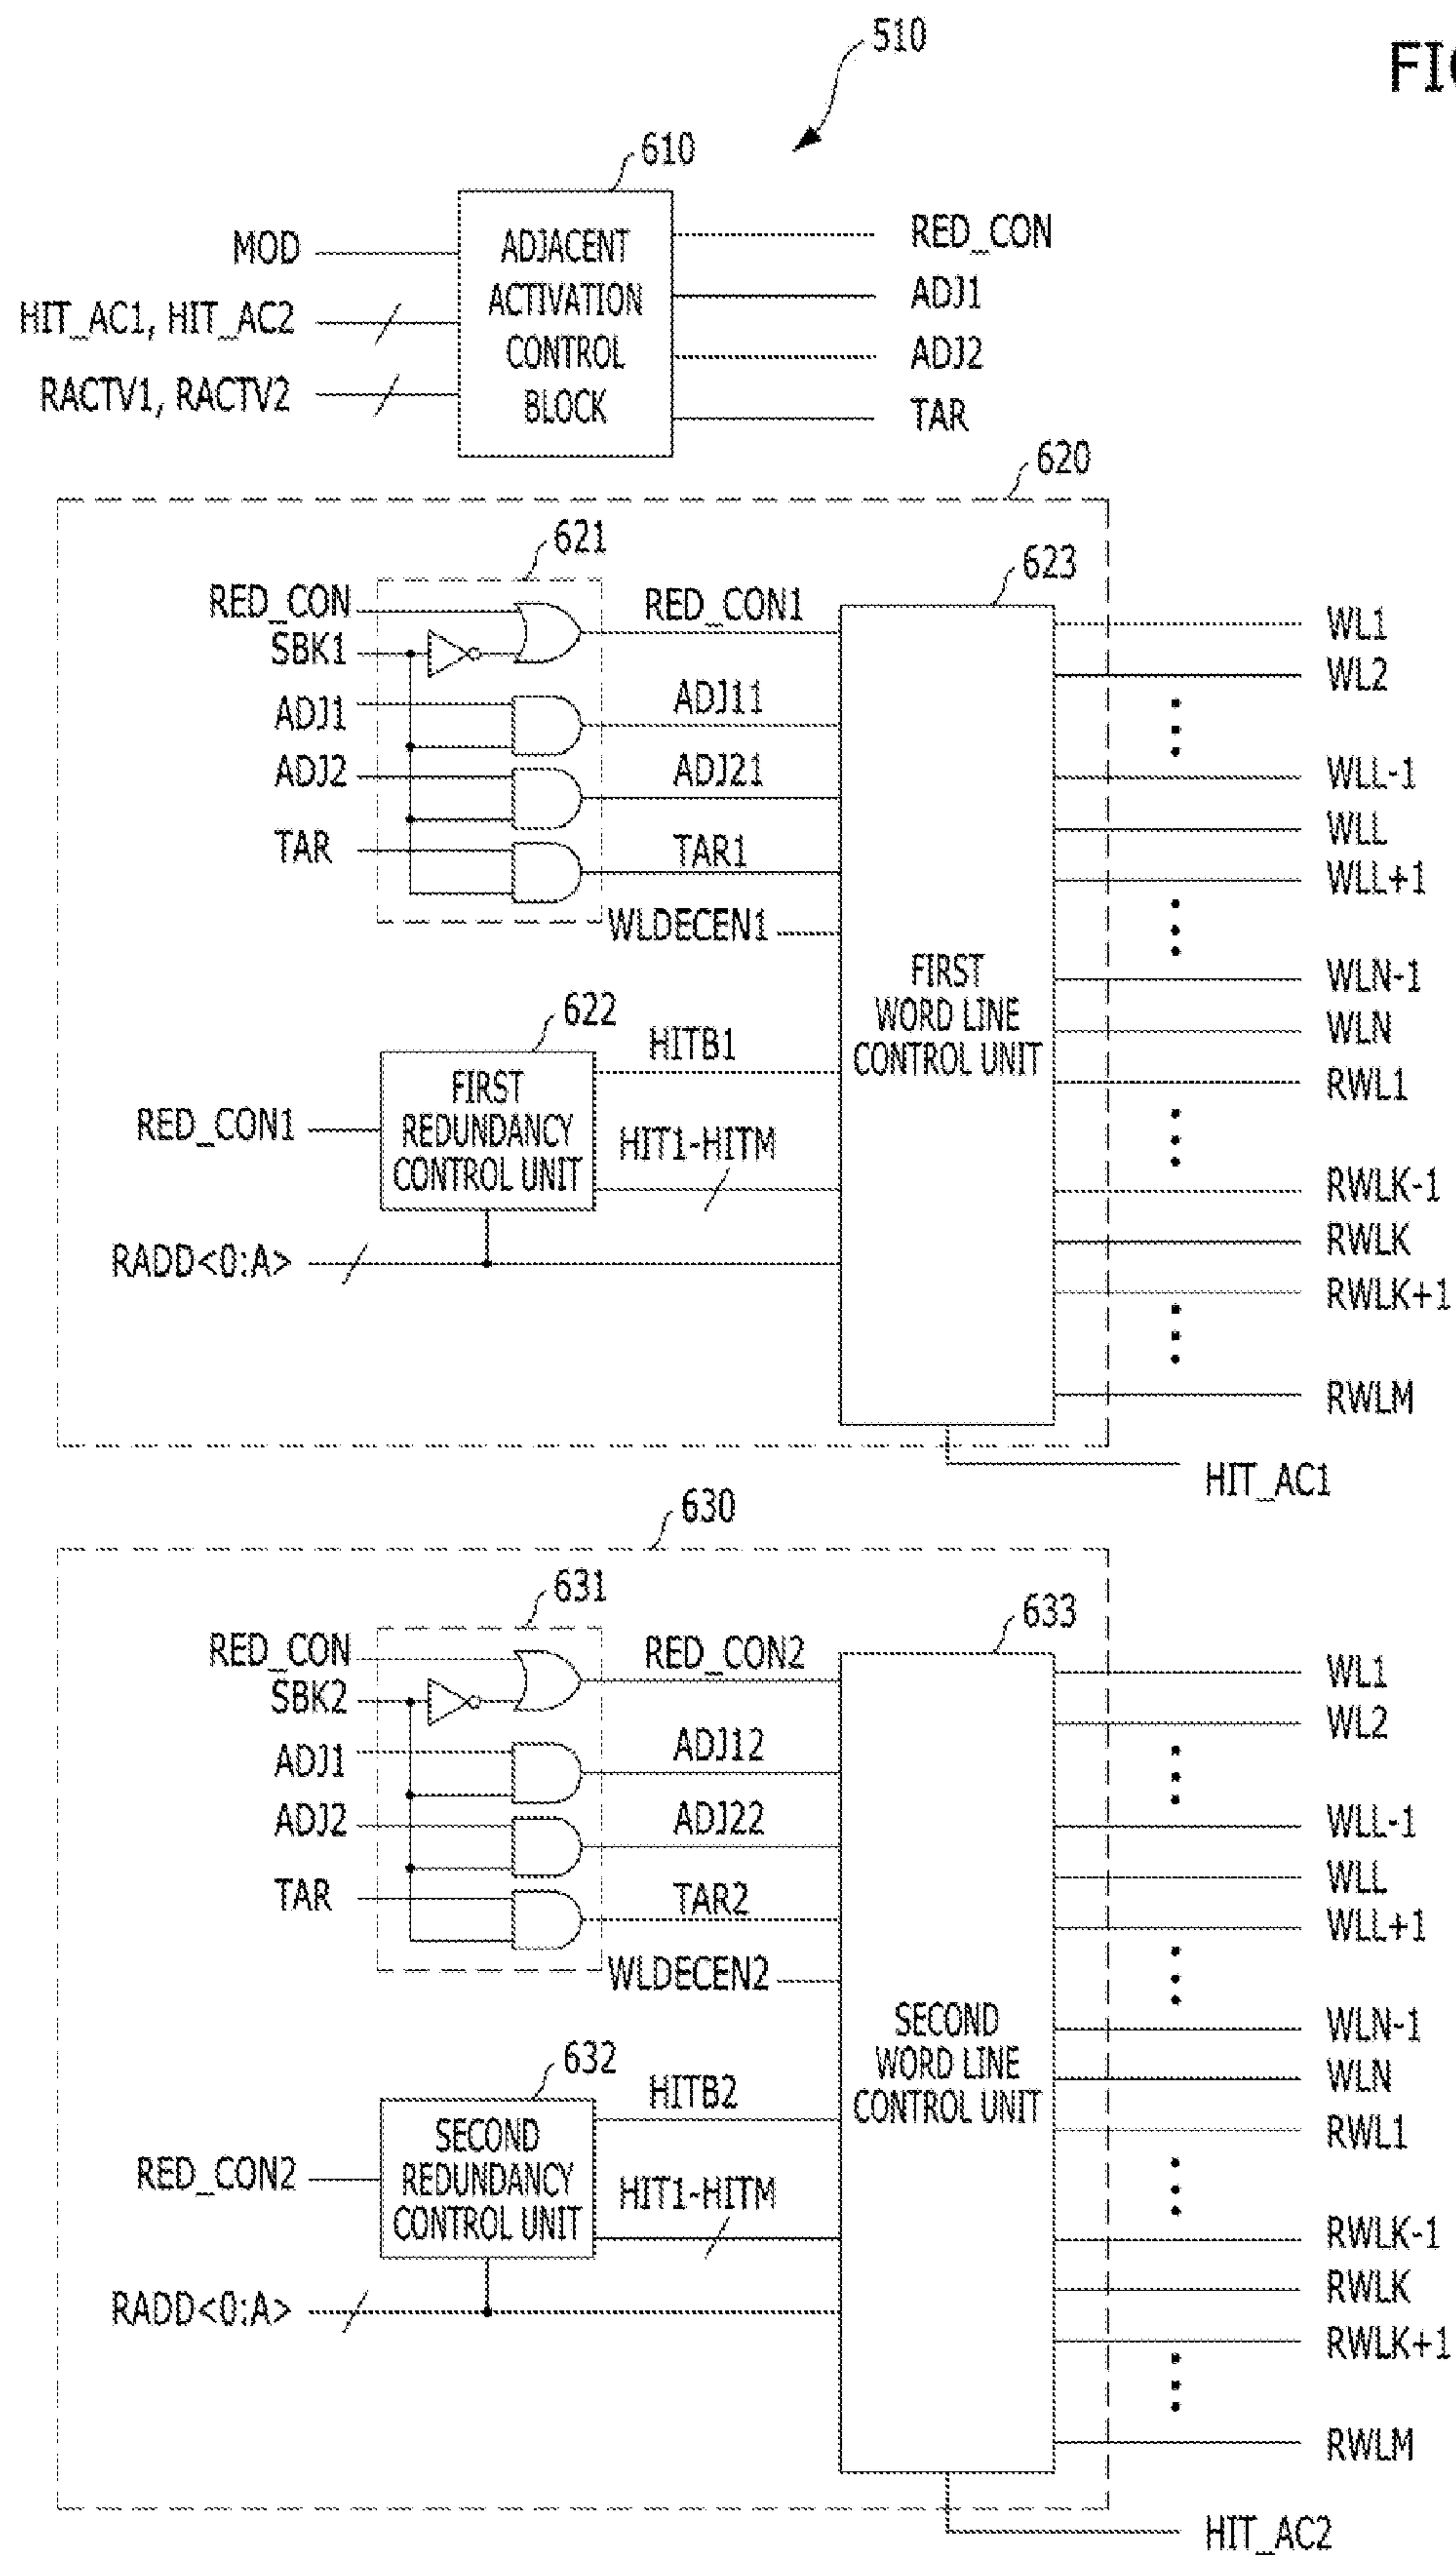 510
FIG
610
MOD
HIT_AC1, HIT_AC2
RACTV1, RACTV2
ADJACENT
ACTIVATION
CONTROL
BLOCK
RED_CON
ADJ1
ADJ2
TAR
620
621
RED_CON
SBK1
ADJ1
ADJ2
TAR
RED_CON1
ADJ11
ADJ21
TAR1
WLDECEN1
622
RED_CON1
FIRST
REDUNDANCY
CONTROL UNIT
HITB1
HIT1-HITM
RADD<0:A>
623
FIRST
WORD LINE
CONTROL UNIT
WL1
WL2
WLL-1
WLL
WLL+1
WLN-1
WLN
RWL1
RWLK-1
RWLK
RWLK+1
RWLM
HIT_AC1
630
631
RED_CON
SBK2
ADJ1
ADJ2
TAR
RED_CON2
ADJ12
ADJ22
TAR2
WLDECEN2
632
RED_CON2
SECOND
REDUNDANCY
CONTROL UNIT
HITB2
HIT1-HITM
RADD<0:A>
633
SECOND
WORD LINE
CONTROL UNIT
WL1
WL2
WLL-1
WLL
WLL+1
WLN-1
WLN
RWL1
RWLK-1
RWLK
RWLK+1
RWLM
HIT_AC2